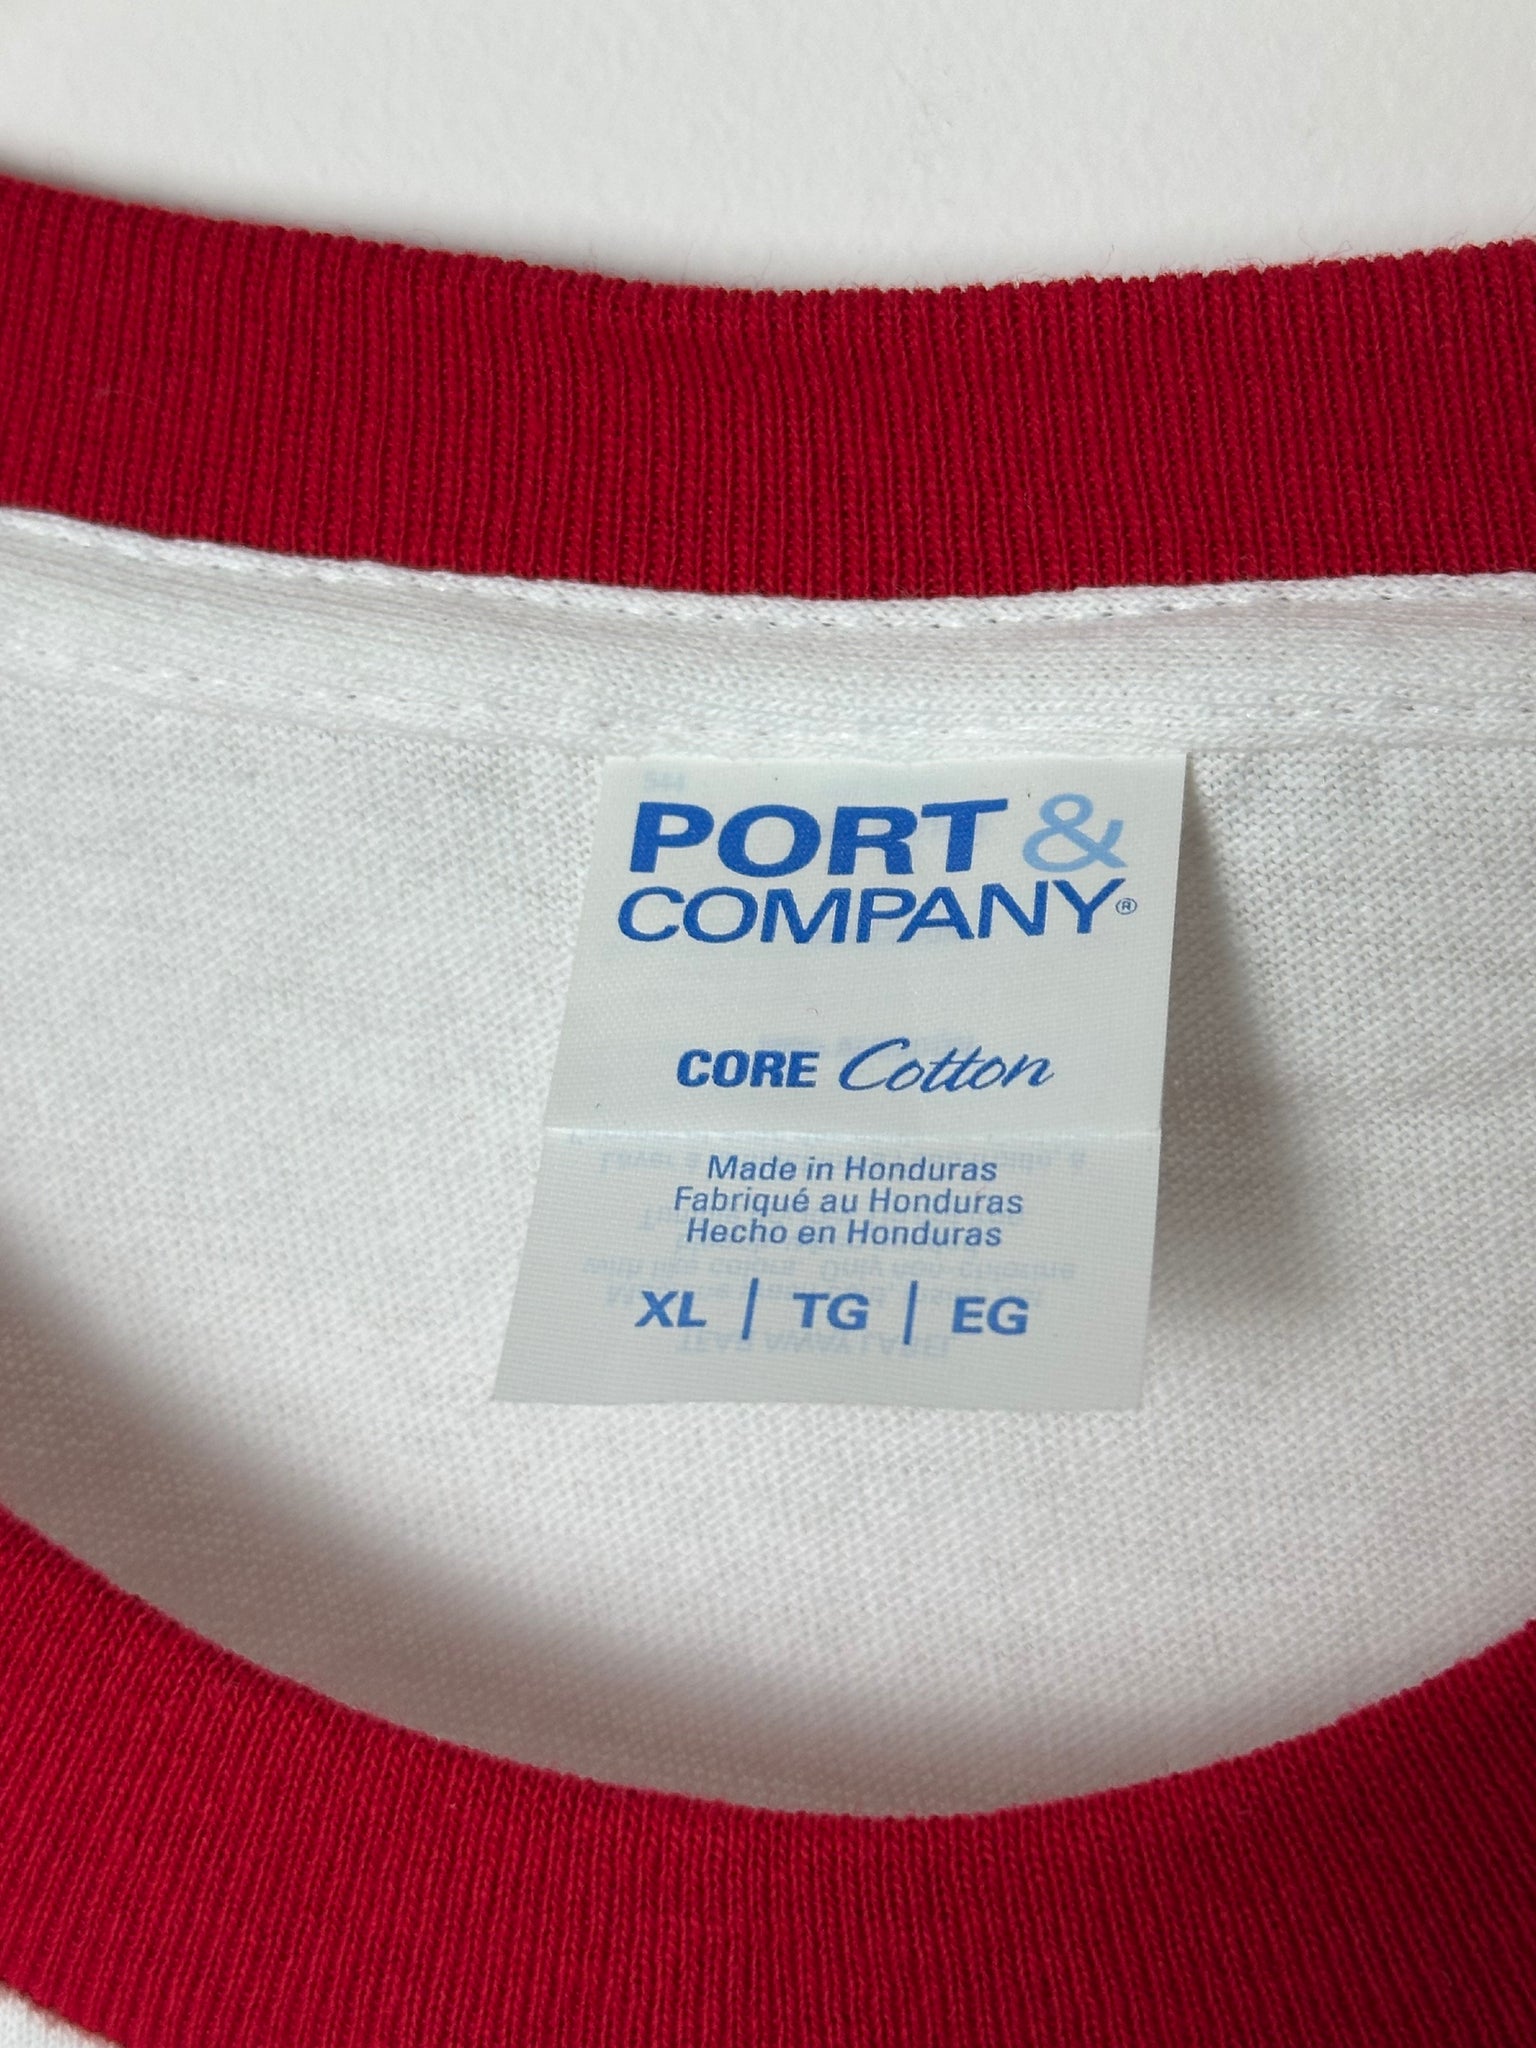 PORT &
COMPANY®
CORE Cotton
Made in Honduras
Fabriqué au Honduras
Hecho en Honduras
XL | TG | EG